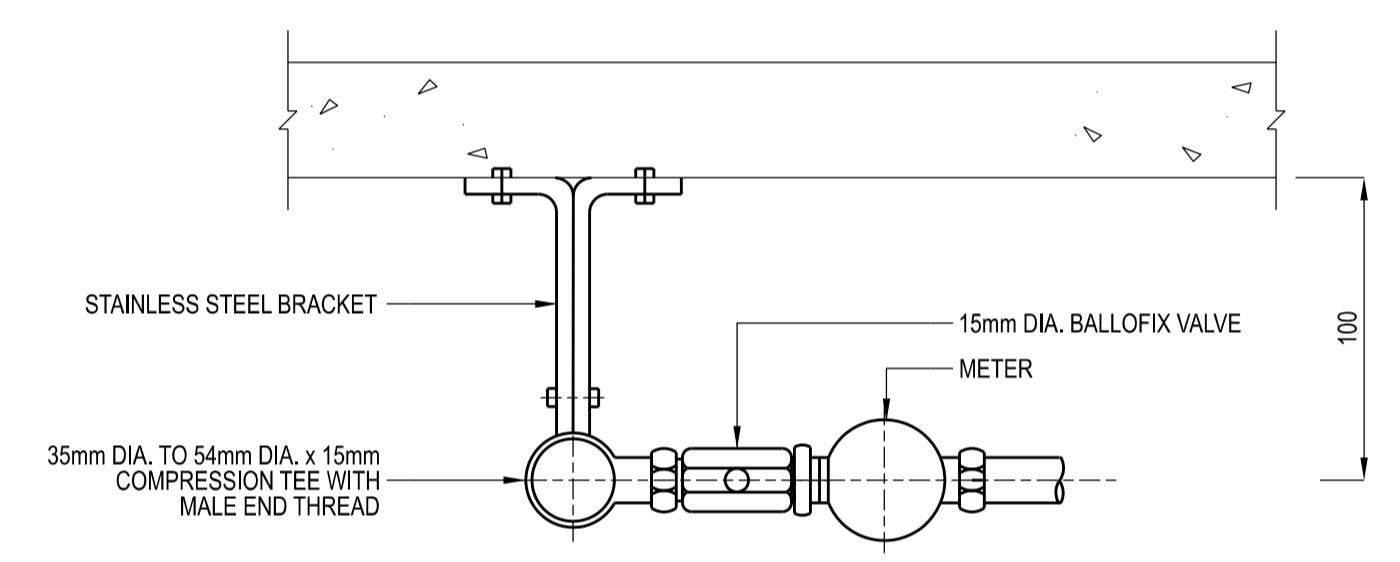 STAINLESS STEEL BRACKET
15mm DIA. BALLOFIX VALVE
METER
100
35mm DIA. TO 54mm DIA. x 15mm
COMPRESSION TEE WITH
MALE END THREAD